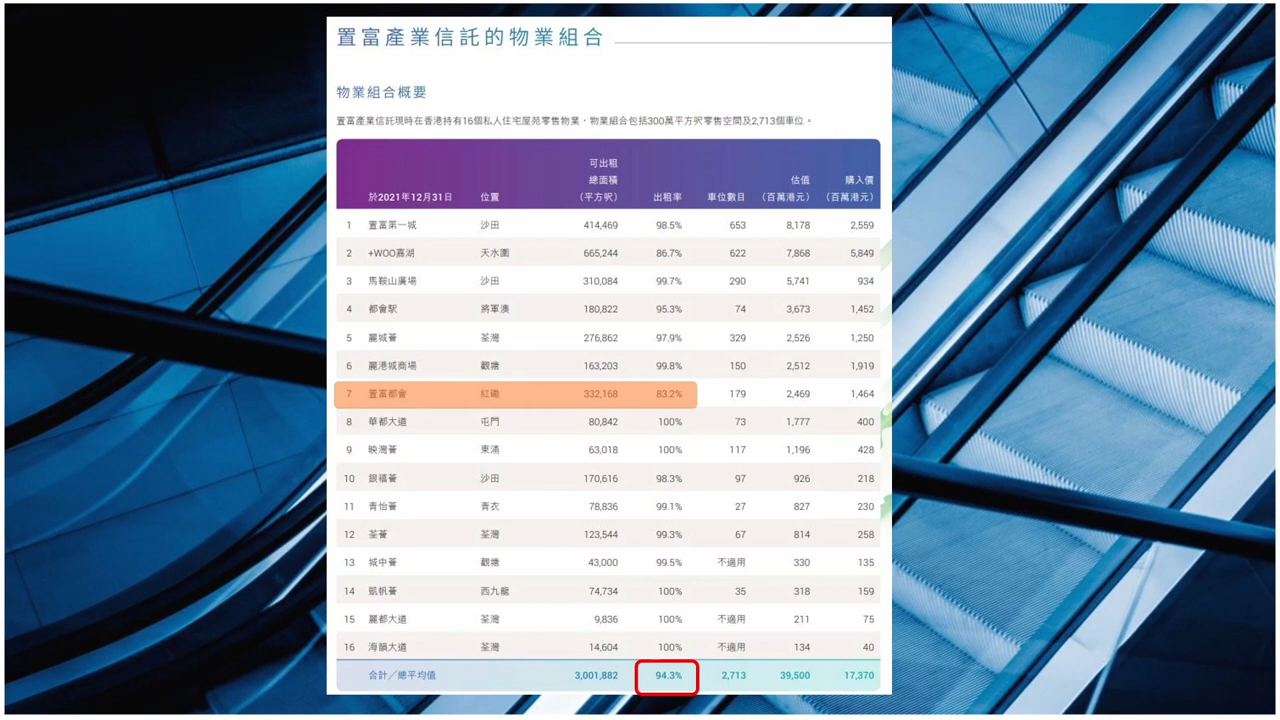 置富產業信託的物業組合
物業組合概要
置富產業信託現時在香港持有16個私人住宅屋苑零售物業，物業組合包括300萬平方呎零售空間及2,713個車位。
可出租
總面積 估值 購入價
於2021年12月31日 位置 （平方呎） 出租率 車位數目 （百萬港元） （百萬港元）
1 置富第一城 沙田 414,469 98.5% 653 8,178 2,559
2 +WOO嘉湖 天水圍 665,244 86.7% 622 7,868 5,849
3 馬鞍山廣場 沙田 310,084 99.7% 290 5,741 934
4 都會駅 將軍澳 180,822 95.3% 74 3,673 1,452
5 麗城薈 荃灣 276,862 97.9% 329 2,526 1,250
6 麗港城商場 觀塘 163,203 99.8% 150 2,512 1,919
7 置富都會 紅磡 332,168 83.2% 179 2,469 1,464
8 華都大道 屯門 80,842 100% 73 1,777 400
9 映灣薈 東涌 63,018 100% 117 1,196 428
10 銀禧薈 沙田 170,616 98.3% 97 926 218
11 青怡薈 青衣 78,836 99.1% 27 827 230
12 荃薈 荃灣 123,544 99.3% 67 814 258
13 城中薈 觀塘 43,000 99.5% 不適用 330 135
14 凱帆薈 西九龍 74,734 100% 35 318 159
15 麗都大道 荃灣 9,836 100% 不適用 211 75
16 海韻大道 荃灣 14,604 100% 不適用 134 40
合計／總平均值 3,001,882 94.3% 2,713 39,500 17,370